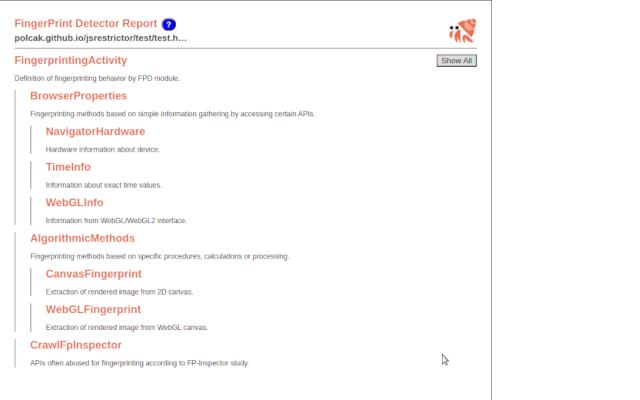 FingerPrint Detector Report ?
polcak.github.io/jsrestrictor/test/test.h...
FingerprintingActivity
Show All
Definition of fingerprinting behavior by FPD module.
BrowserProperties
Fingerprinting methods based on simple information gathering by accessing certain APIs.
NavigatorHardware
Hardware information about device.
TimeInfo
Information about exact time values.
WebGLInfo
Information from WebGL/WebGL2 interface.
AlgorithmicMethods
Fingerprinting methods based on specific procedures, calculations or processing.
CanvasFingerprint
Extraction of rendered image from 2D canvas.
WebGLFingerprint
Extraction of rendered image from WebGL canvas.
CrawlFpInspector
APIs often abused for fingerprinting according to FP-Inspector study.